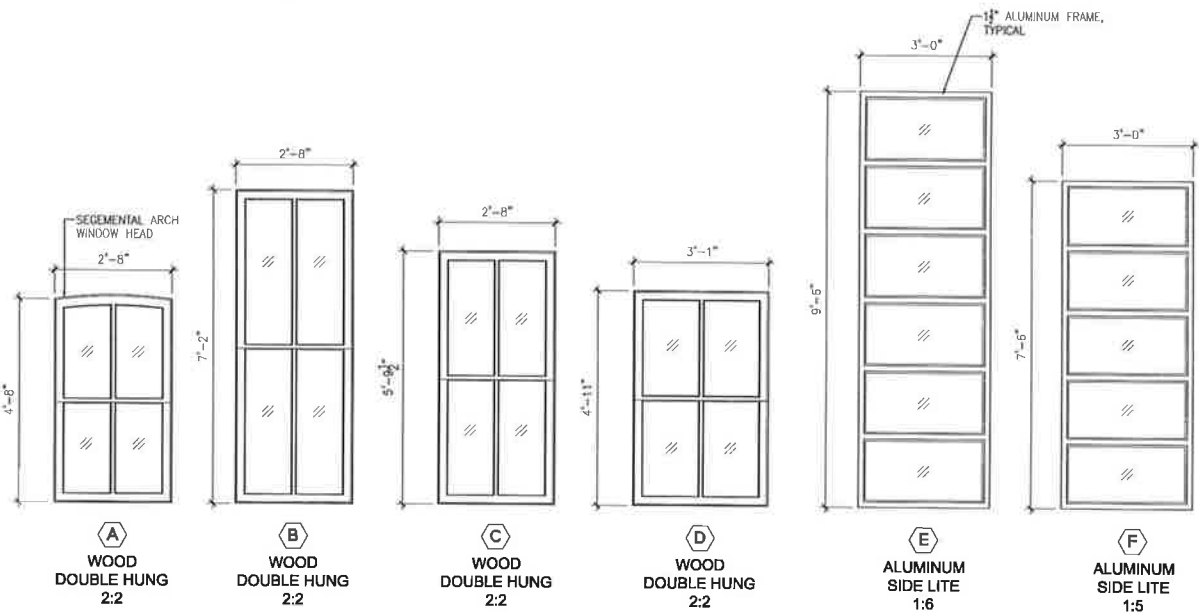 1¾" ALUMINUM FRAME,
TYPICAL
3'-0"
3'-0"
2'-8"
2'-8"
SEGEMENTAL ARCH
WINDOW HEAD
2'-8"
3'-1"
4'-8"
7'-2"
5'-9½"
4'-11"
9'-6"
7'-6"
A
WOOD
DOUBLE HUNG
2:2
B
WOOD
DOUBLE HUNG
2:2
C
WOOD
DOUBLE HUNG
2:2
D
WOOD
DOUBLE HUNG
2:2
E
ALUMINUM
SIDE LITE
1:6
F
ALUMINUM
SIDE LITE
1:5